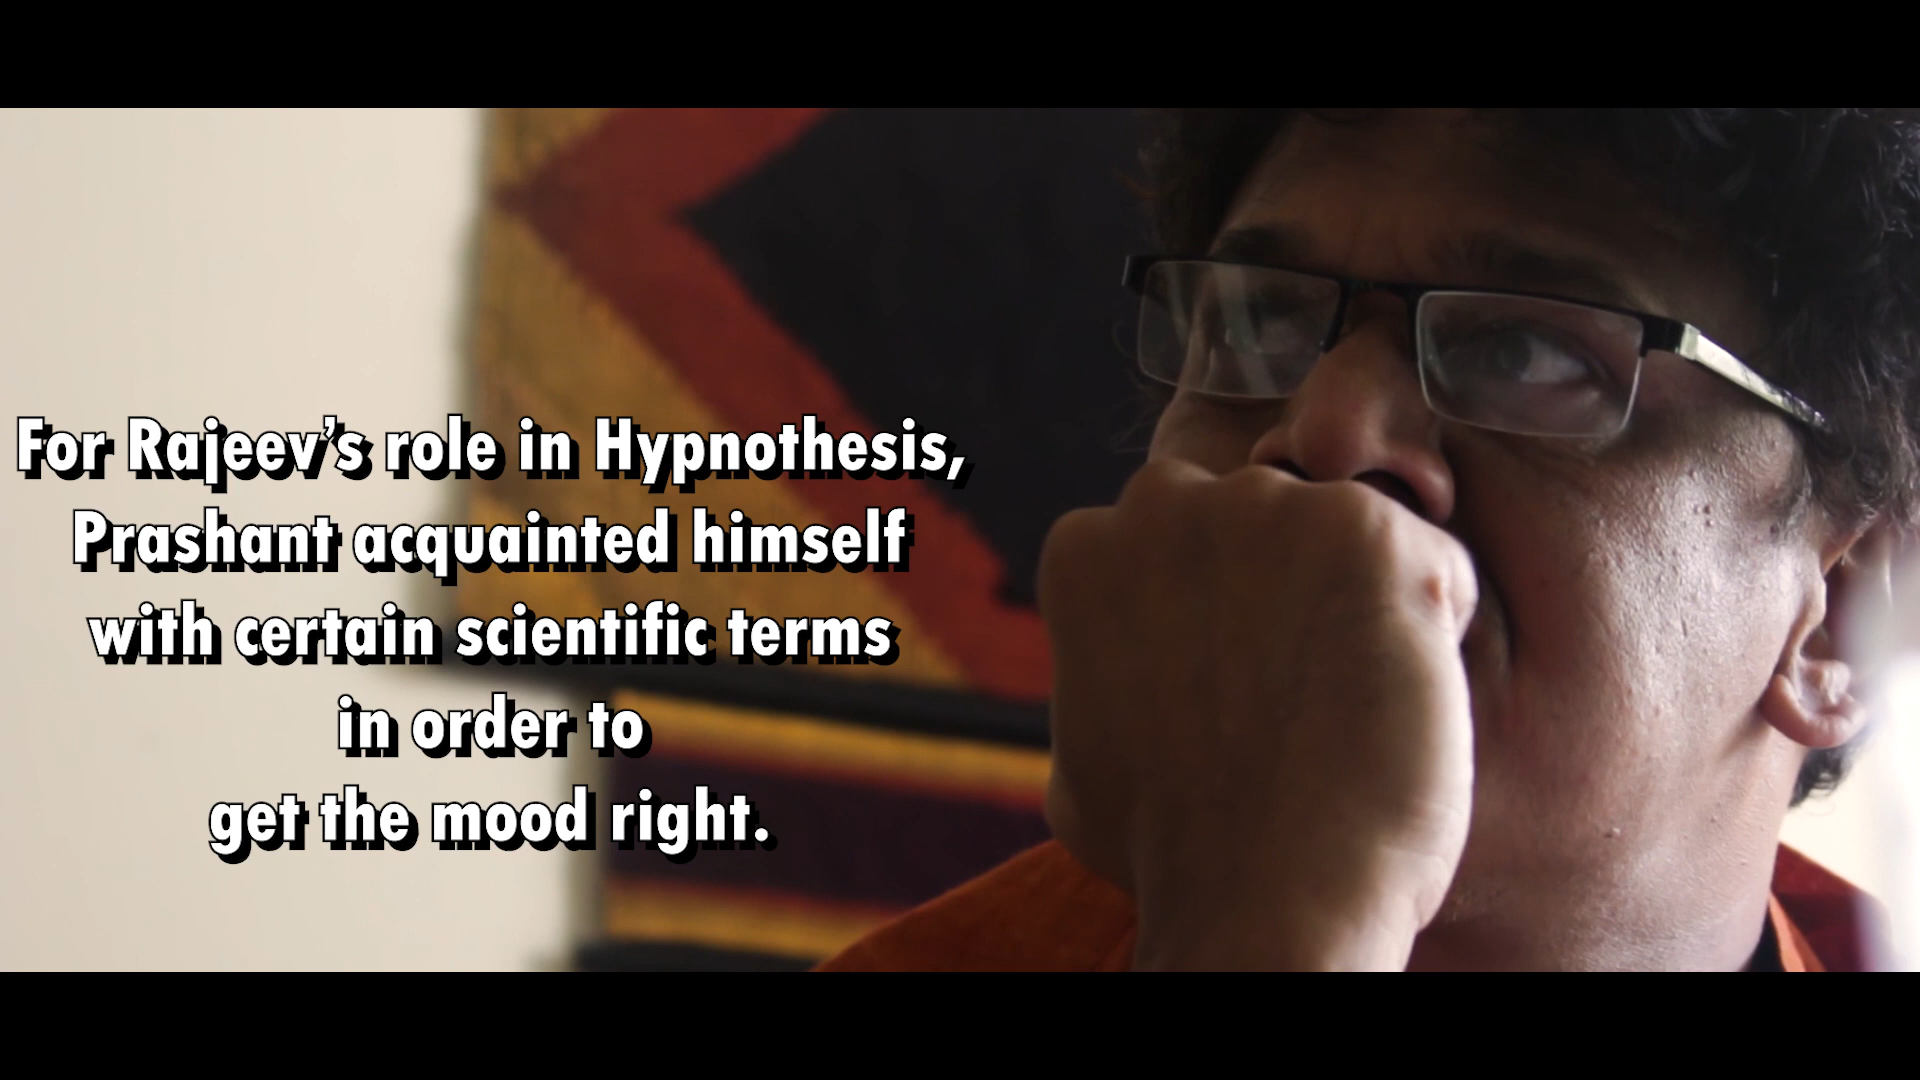 For Rajeev’s role in Hypnothesis,
Prashant acquainted himself
with certain scientific terms
in order to
get the mood right.